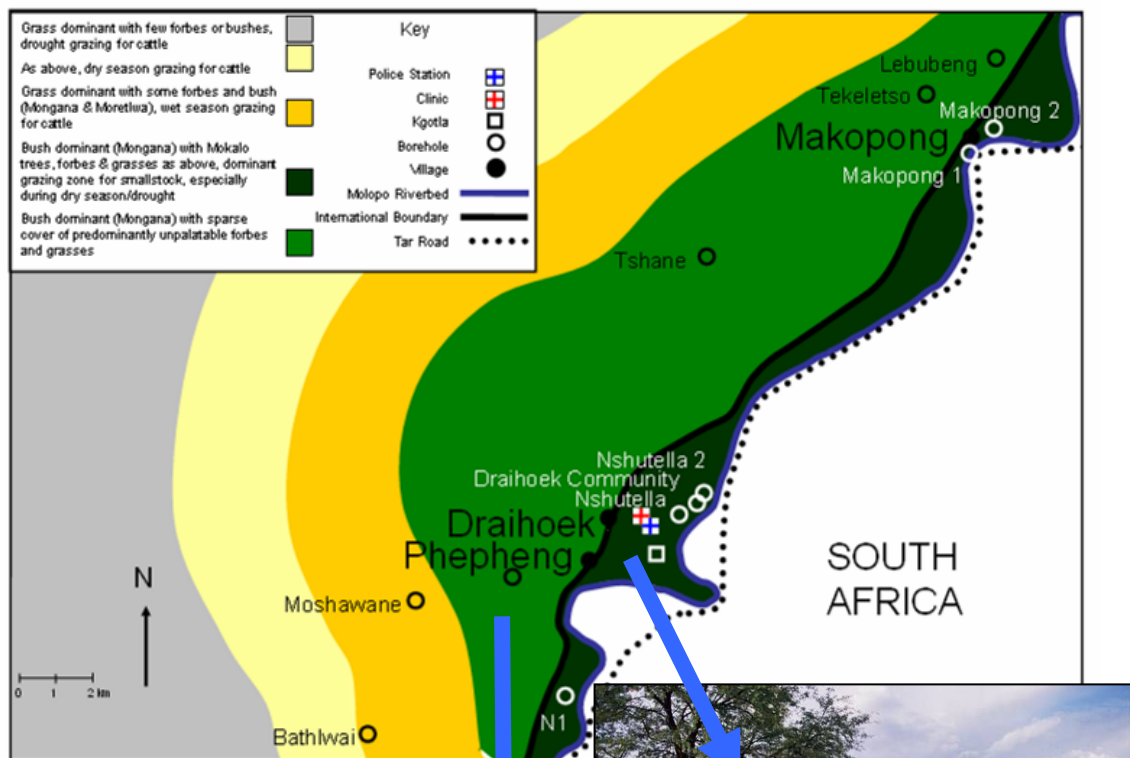 Grass dominant with few forbes or bushes,
drought grazing for cattle
As above, dry season grazing for cattle
Grass dominant with some forbes and bush
(Mongana & Moretlwa), wet season grazing
for cattle
Bush dominant (Mongana) with Mokalo
trees, forbes & grasses as above, dominant
grazing zone for smallstock, especially
during dry season/drought
Bush dominant (Mongana) with sparse
cover of predominantly unpalatable forbes
and grasses
Key
Police Station
Clinic
Kgotla
Borehole
Village
Molopo Riverbed
International Boundary
Tar Road
Lebubeng
Tekeletso
Makopong 2
Makopong
Makopong 1
Tshane
Nshutella 2
Draihoek Community
Nshutella
Draihoek
Phepheng
SOUTH
AFRICA
N
Moshawane
0 1 2 km
N1
Bathlwai